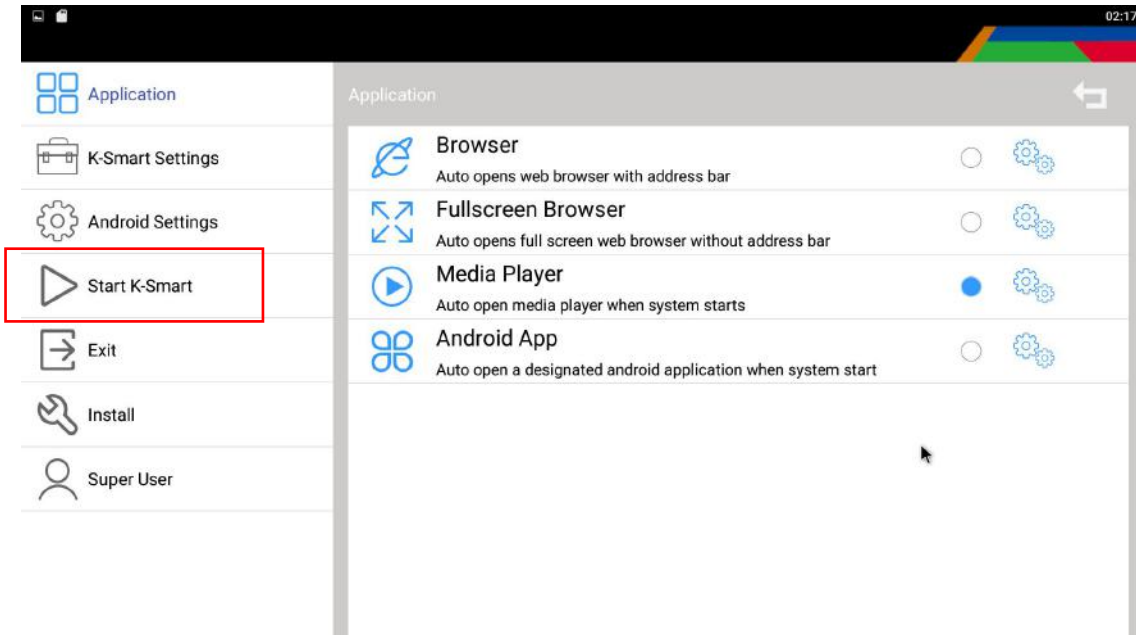 02:17
Application
K-Smart Settings
Android Settings
Start K-Smart
Exit
Install
Super User
Application
Browser
Auto opens web browser with address bar
Fullscreen Browser
Auto opens full screen web browser without address bar
Media Player
Auto open media player when system starts
Android App
Auto open a designated android application when system start